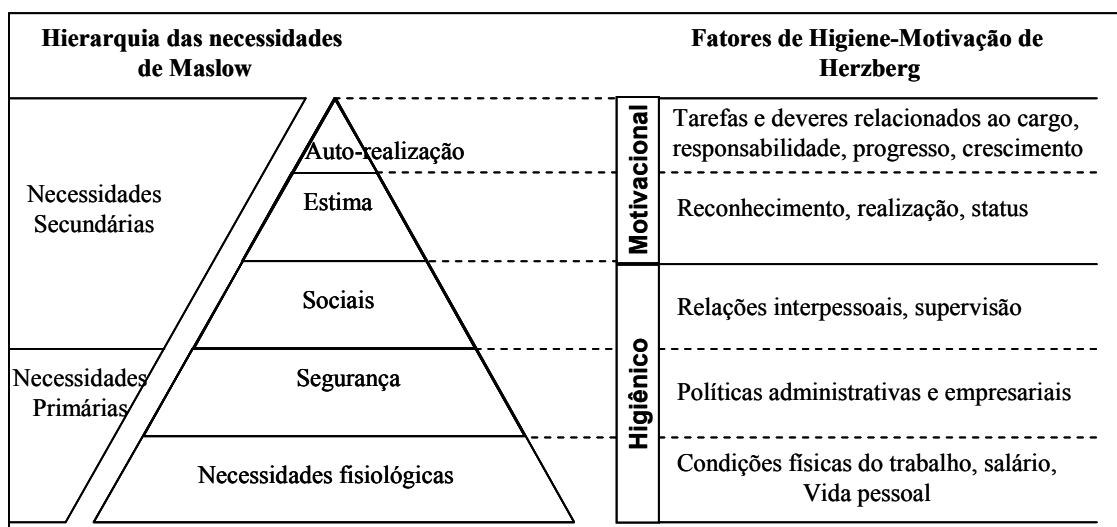 Hierarquia das necessidades
de Maslow
Fatores de Higiene-Motivação de
Herzberg
Necessidades
Secundárias
Necessidades
Primárias
Auto-realização
Estima
Sociais
Segurança
Necessidades fisiológicas
Motivacional
Higiênico
Tarefas e deveres relacionados ao cargo,
responsabilidade, progresso, crescimento
Reconhecimento, realização, status
Relações interpessoais, supervisão
Políticas administrativas e empresariais
Condições físicas do trabalho, salário,
Vida pessoal